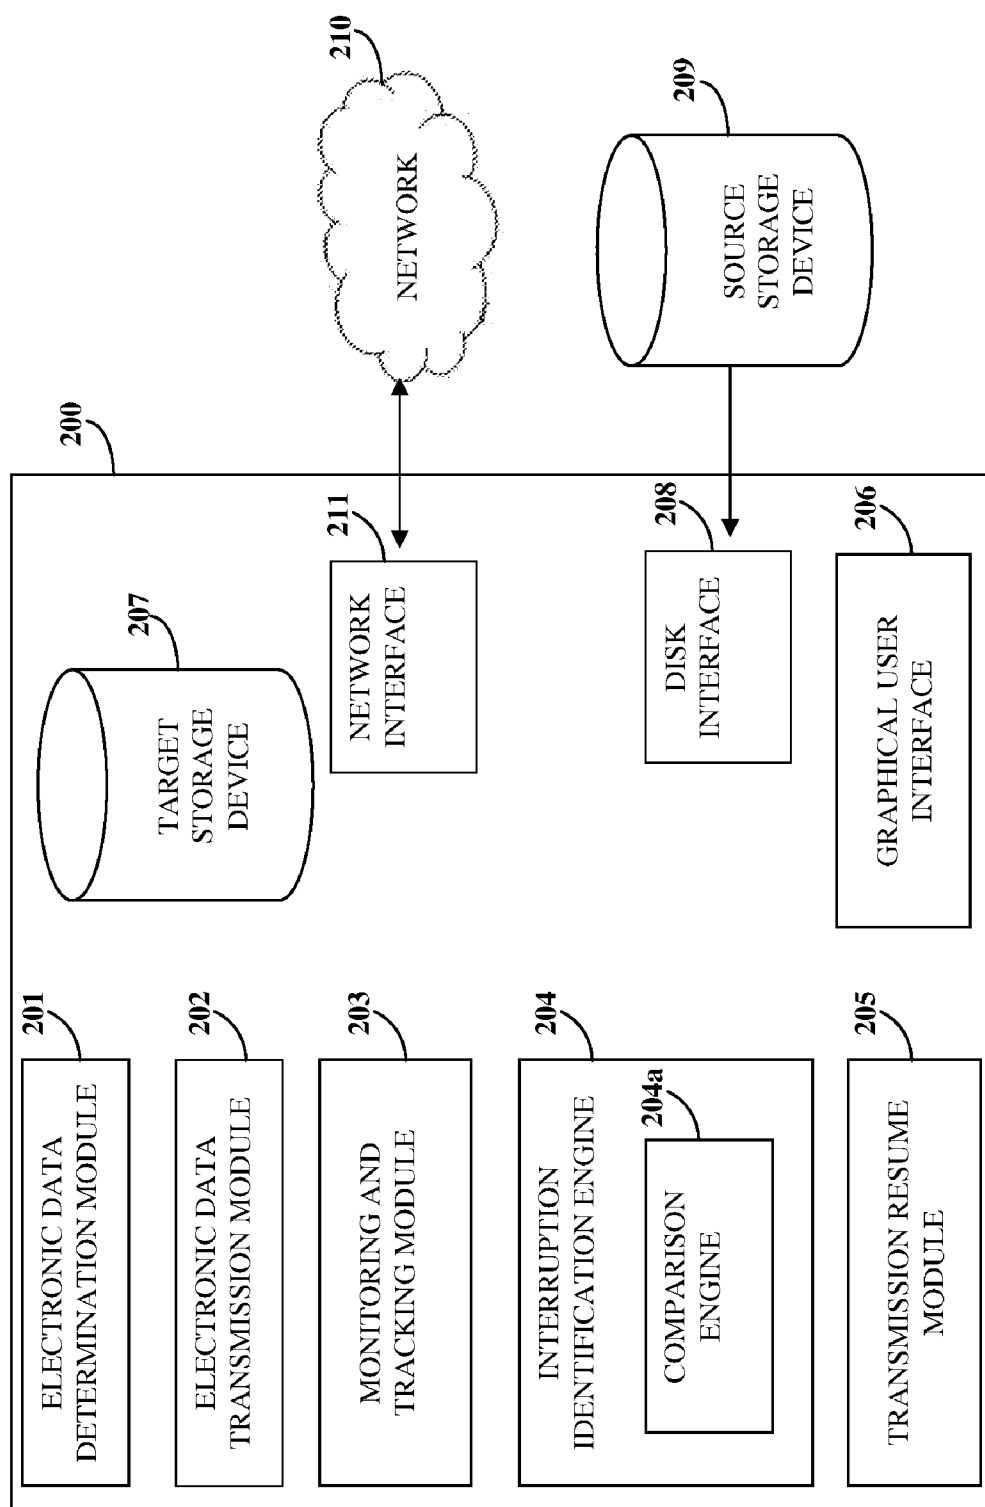 200
201
ELECTRONIC DATA
DETERMINATION MODULE
202
ELECTRONIC DATA
TRANSMISSION MODULE
203
MONITORING AND
TRACKING MODULE
204
INTERRUPTION
IDENTIFICATION ENGINE
204a
COMPARISON
ENGINE
205
TRANSMISSION RESUME
MODULE
207
TARGET
STORAGE
DEVICE
211
NETWORK
INTERFACE
208
DISK
INTERFACE
206
GRAPHICAL USER
INTERFACE
210
NETWORK
209
SOURCE
STORAGE
DEVICE